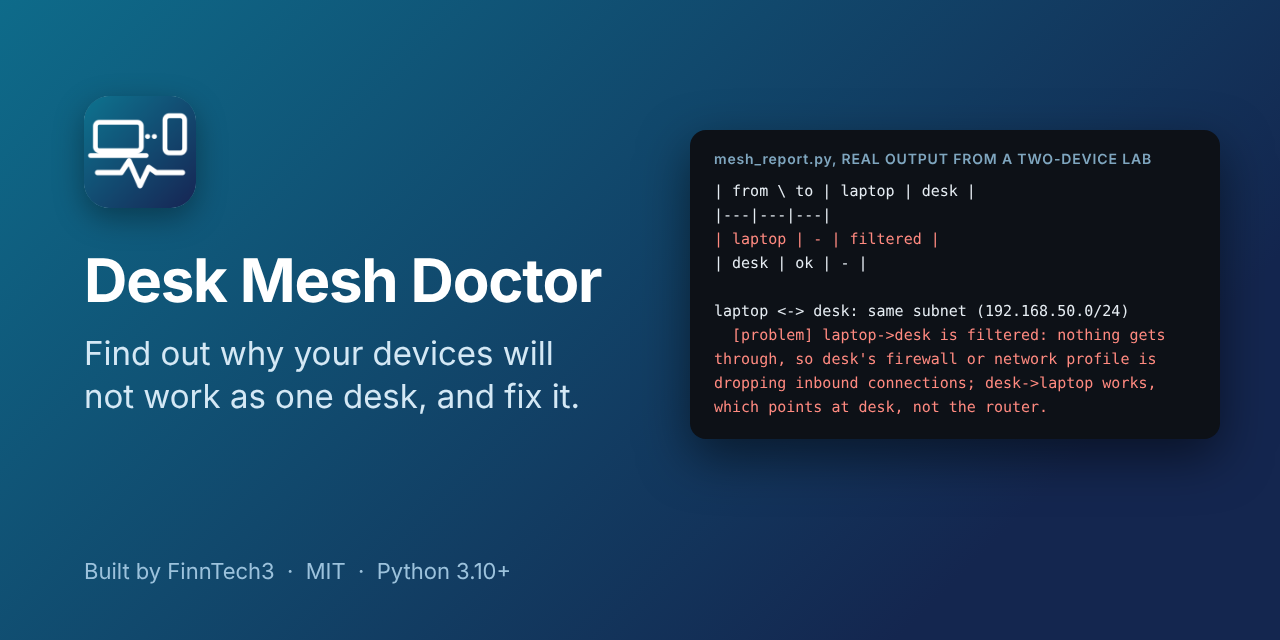 Desk Mesh Doctor
Find out why your devices will
not work as one desk, and fix it.
Built by FinnTech3 · MIT · Python 3.10+
mesh_report.py, REAL OUTPUT FROM A TWO-DEVICE LAB
| from \ to | laptop | desk |
|---|---|---|
| laptop | - | filtered |
| desk | ok | - |
laptop <-> desk: same subnet (192.168.50.0/24)
[problem] laptop->desk is filtered: nothing gets
through, so desk's firewall or network profile is
dropping inbound connections; desk->laptop works,
which points at desk, not the router.